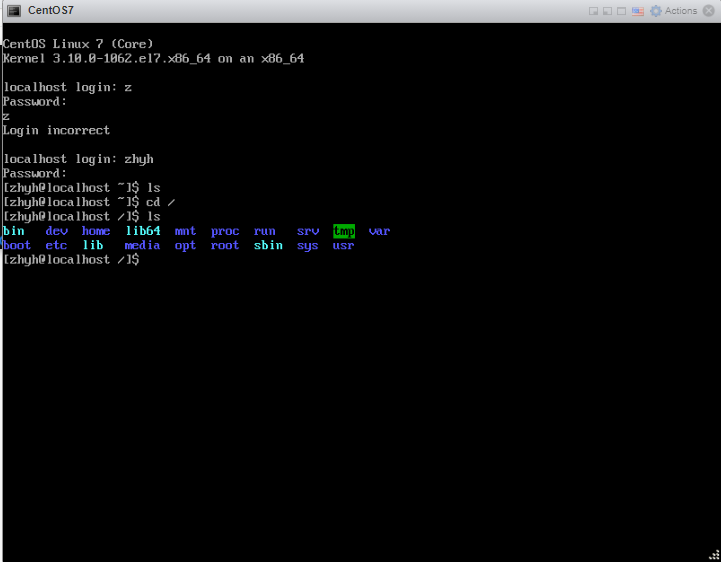 CentOS7
Actions
CentOS Linux 7 (Core)
Kernel 3.10.0-1062.el7.x86_64 on an x86_64
localhost login: z
Password:
z
Login incorrect
localhost login: zhyh
Password:
[zhyh@localhost ~]$ ls
[zhyh@localhost ~]$ cd /
[zhyh@localhost /]$ ls
bin dev home lib64 mnt proc run srv tmp var
boot etc lib media opt root sbin sys usr
[zhyh@localhost /]$